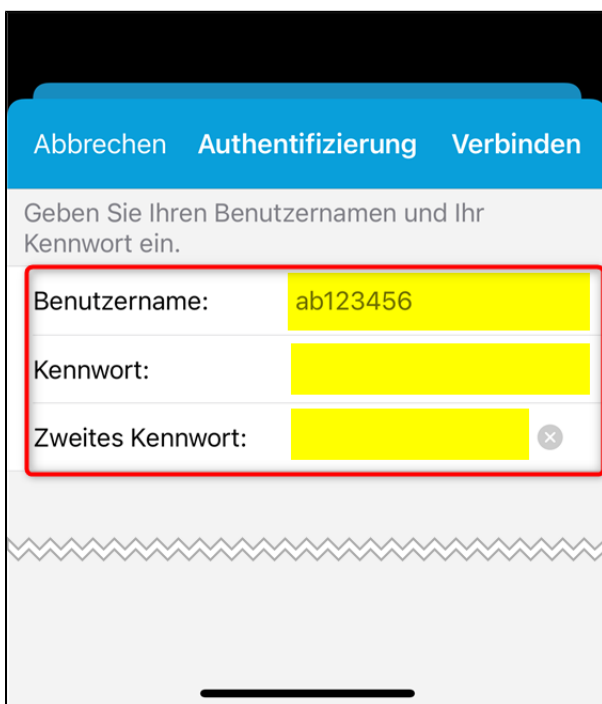 Abbrechen Authentifizierung Verbinden
Geben Sie Ihren Benutzernamen und Ihr
Kennwort ein.
Benutzername: ab123456
Kennwort:
Zweites Kennwort: